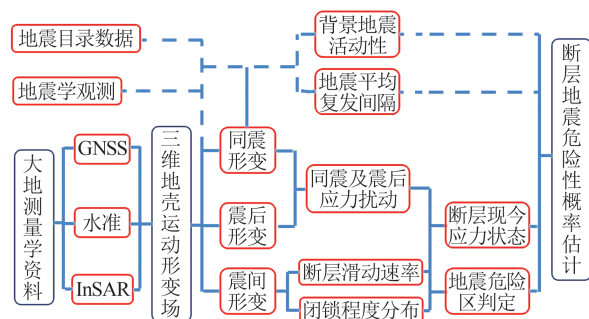 地震目录数据
地震学观测
大地测量学资料
GNSS
水准
InSAR
三维地壳运动形变场
同震
形变
震后
形变
震间
形变
背景地震
活动性
地震平均
复发间隔
同震及震后
应力扰动
断层滑动速率
闭锁程度分布
断层现今
应力状态
地震危险
区判定
断层地震危险性概率估计